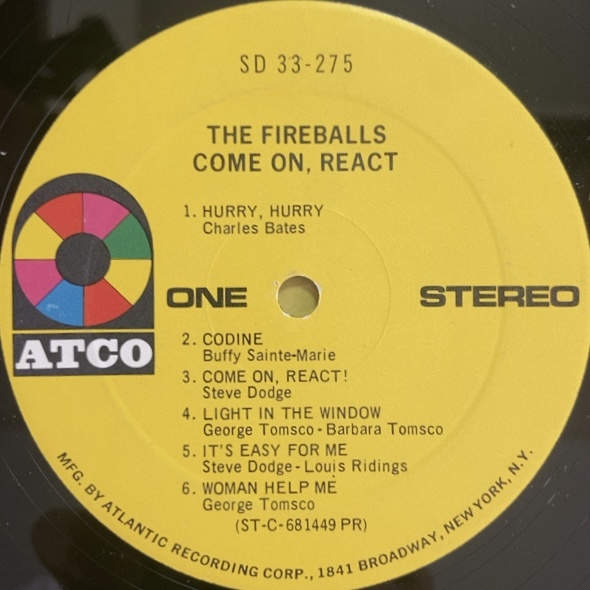 SD 33-275
THE FIREBALLS
COME ON, REACT
1. HURRY, HURRY
Charles Bates
ONE
STEREO
ATCO
2. CODINE
Buffy Sainte-Marie
3. COME ON, REACT!
Steve Dodge
4. LIGHT IN THE WINDOW
George Tomsco - Barbara Tomsco
5. IT'S EASY FOR ME
Steve Dodge - Louis Ridings
6. WOMAN HELP ME
George Tomsco
(ST-C-681449 PR)
MFG. BY ATLANTIC RECORDING CORP., 1841 BROADWAY, NEW YORK, N.Y.